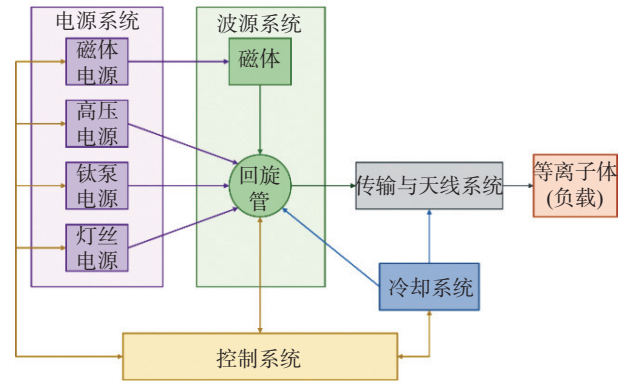 电源系统
波源系统
磁体
电源
磁体
高压
电源
钛泵
电源
回旋
管
传输与天线系统
等离子体
(负载)
灯丝
电源
冷却系统
控制系统